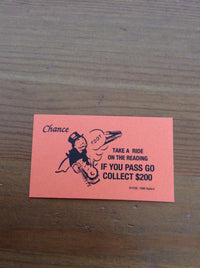 Chance
TAKE A RIDE
ON THE READING
IF YOU PASS GO
COLLECT $200